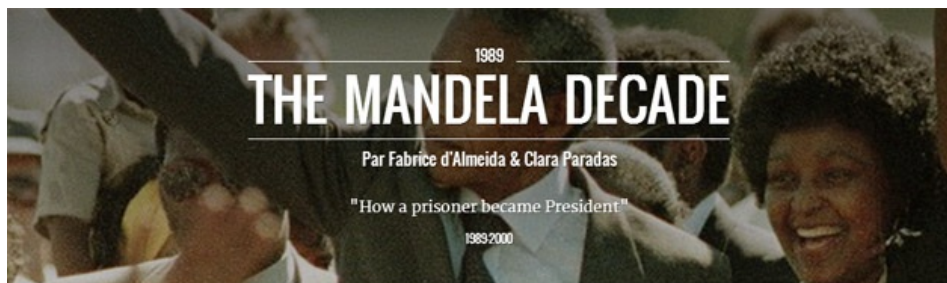 1989
THE MANDELA DECADE
Par Fabrice d'Almeida & Clara Paradas
"How a prisoner became President"
1989-2000